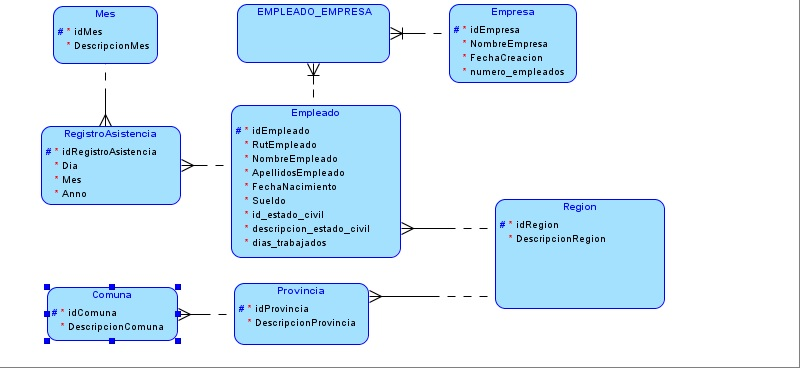 Mes
# * idMes
* DescripcionMes
EMPLEADO_EMPRESA
Empresa
# * idEmpresa
* NombreEmpresa
* FechaCreacion
* numero_empleados
RegistroAsistencia
# * idRegistroAsistencia
* Dia
* Mes
* Anno
Empleado
# * idEmpleado
* RutEmpleado
* NombreEmpleado
* ApellidosEmpleado
* FechaNacimiento
* Sueldo
* id_estado_civil
* descripcion_estado_civil
* dias_trabajados
Region
# * idRegion
* DescripcionRegion
Comuna
# * idComuna
* DescripcionComuna
Provincia
# * idProvincia
* DescripcionProvincia